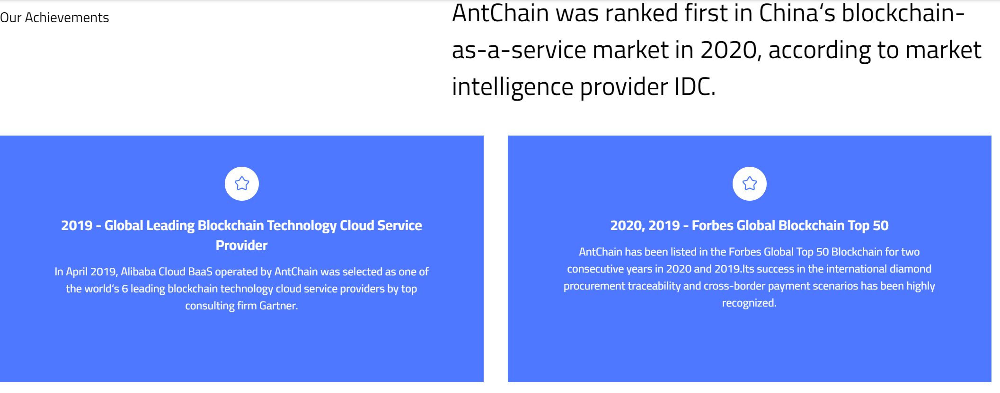 Our Achievements
AntChain was ranked first in China‘s blockchain-
as-a-service market in 2020, according to market
intelligence provider IDC.
2019 - Global Leading Blockchain Technology Cloud Service
Provider
In April 2019, Alibaba Cloud BaaS operated by AntChain was selected as one of
the world’s 6 leading blockchain technology cloud service providers by top
consulting firm Gartner.
2020, 2019 - Forbes Global Blockchain Top 50
AntChain has been listed in the Forbes Global Top 50 Blockchain for two
consecutive years in 2020 and 2019.Its success in the international diamond
procurement traceability and cross-border payment scenarios has been highly
recognized.